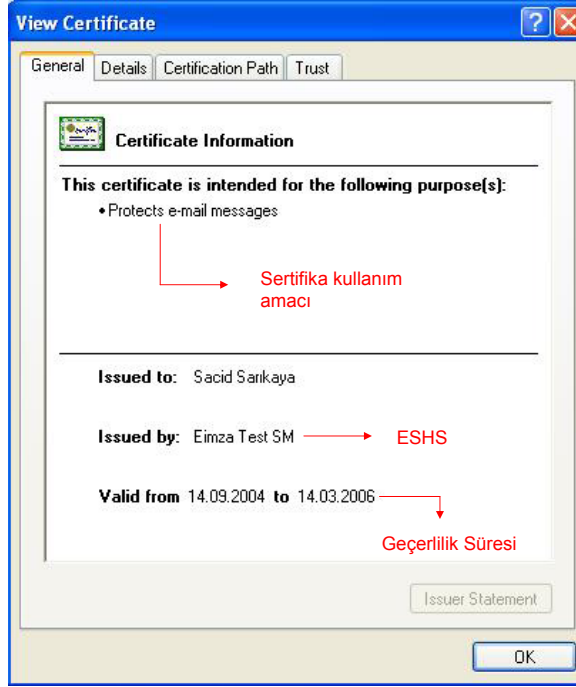 View Certificate
General Details Certification Path Trust
Certificate Information
This certificate is intended for the following purpose(s):
• Protects e-mail messages
Sertifika kullanım
amacı
Issued to: Sacid Sarıkaya
Issued by: Eimza Test SM ESHS
Valid from 14.09.2004 to 14.03.2006
Geçerlilik Süresi
Issuer Statement
OK